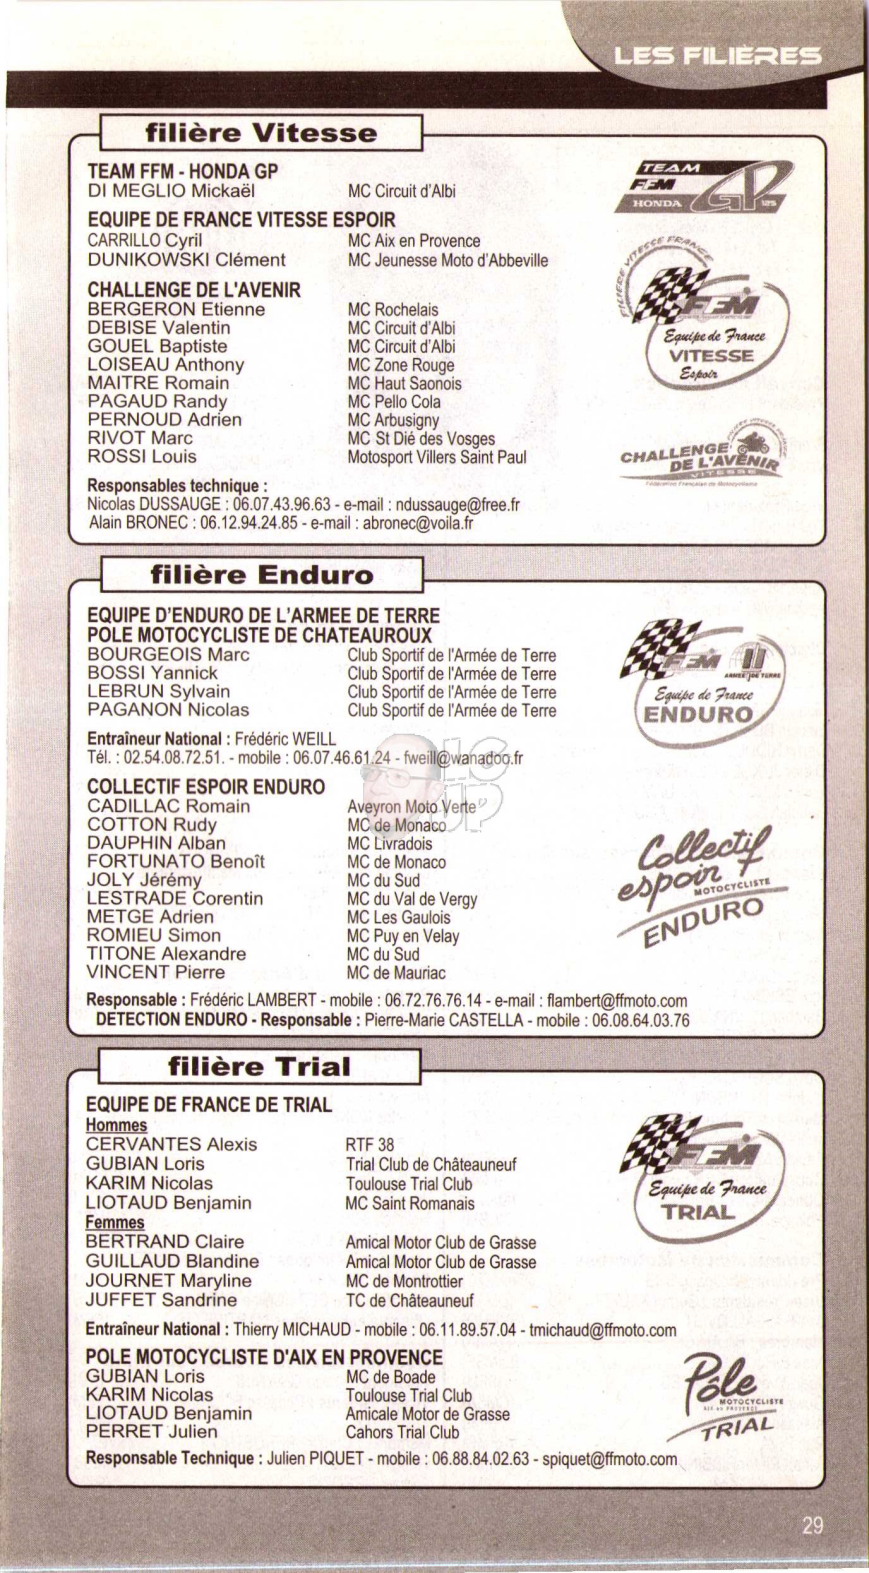 LES FILIÈRES
filière Vitesse
TEAM FFM - HONDA GP
DI MEGLIO Mickaël MC Circuit d'Albi
TEAM
FFM
HONDA
GP 125
EQUIPE DE FRANCE VITESSE ESPOIR
CARRILLO Cyril MC Aix en Provence
DUNIKOWSKI Clément MC Jeunesse Moto d'Abbeville
FILIÈRE VITESSE FRANCE
FFM
Equipe de France
VITESSE
Espoir
CHALLENGE DE L'AVENIR
BERGERON Etienne MC Rochelais
DEBISE Valentin MC Circuit d'Albi
GOUEL Baptiste MC Circuit d'Albi
LOISEAU Anthony MC Zone Rouge
MAITRE Romain MC Haut Saonois
PAGAUD Randy MC Pello Cola
PERNOUD Adrien MC Arbusigny
RIVOT Marc MC St Dié des Vosges
ROSSI Louis Motosport Villers Saint Paul
CHALLENGE
DE L'AVENIR
VITESSE
Fédération Française de Motocyclisme
Responsables technique :
Nicolas DUSSAUGE : 06.07.43.96.63 - e-mail : ndussauge@free.fr
Alain BRONEC : 06.12.94.24.85 - e-mail : abronec@voila.fr
filière Enduro
EQUIPE D'ENDURO DE L'ARMEE DE TERRE
POLE MOTOCYCLISTE DE CHATEAUROUX
BOURGEOIS Marc Club Sportif de l'Armée de Terre
BOSSI Yannick Club Sportif de l'Armée de Terre
LEBRUN Sylvain Club Sportif de l'Armée de Terre
PAGANON Nicolas Club Sportif de l'Armée de Terre
FFM
ARMÉE DE TERRE
Equipe de France
ENDURO
Entraîneur National : Frédéric WEILL
Tél. : 02.54.08.72.51. - mobile : 06.07.46.61.24 - fweill@wanadoo.fr
COLLECTIF ESPOIR ENDURO
CADILLAC Romain Aveyron Moto Verte
COTTON Rudy MC de Monaco
DAUPHIN Alban MC Livradois
FORTUNATO Benoît MC de Monaco
JOLY Jérémy MC du Sud
LESTRADE Corentin MC du Val de Vergy
METGE Adrien MC Les Gaulois
ROMIEU Simon MC Puy en Velay
TITONE Alexandre MC du Sud
VINCENT Pierre MC de Mauriac
Collectif
espoir
MOTOCYCLISTE
ENDURO
Responsable : Frédéric LAMBERT - mobile : 06.72.76.76.14 - e-mail : flambert@ffmoto.com
DETECTION ENDURO - Responsable : Pierre-Marie CASTELLA - mobile : 06.08.64.03.76
filière Trial
EQUIPE DE FRANCE DE TRIAL
Hommes
CERVANTES Alexis RTF 38
GUBIAN Loris Trial Club de Châteauneuf
KARIM Nicolas Toulouse Trial Club
LIOTAUD Benjamin MC Saint Romanais
Femmes
BERTRAND Claire Amical Motor Club de Grasse
GUILLAUD Blandine Amical Motor Club de Grasse
JOURNET Maryline MC de Montrottier
JUFFET Sandrine TC de Châteauneuf
FFM
Equipe de France
TRIAL
Entraîneur National : Thierry MICHAUD - mobile : 06.11.89.57.04 - tmichaud@ffmoto.com
POLE MOTOCYCLISTE D'AIX EN PROVENCE
GUBIAN Loris MC de Boade
KARIM Nicolas Toulouse Trial Club
LIOTAUD Benjamin Amicale Motor de Grasse
PERRET Julien Cahors Trial Club
Pôle
MOTOCYCLISTE
AIX EN PROVENCE
TRIAL
Responsable Technique : Julien PIQUET - mobile : 06.88.84.02.63 - spiquet@ffmoto.com
29